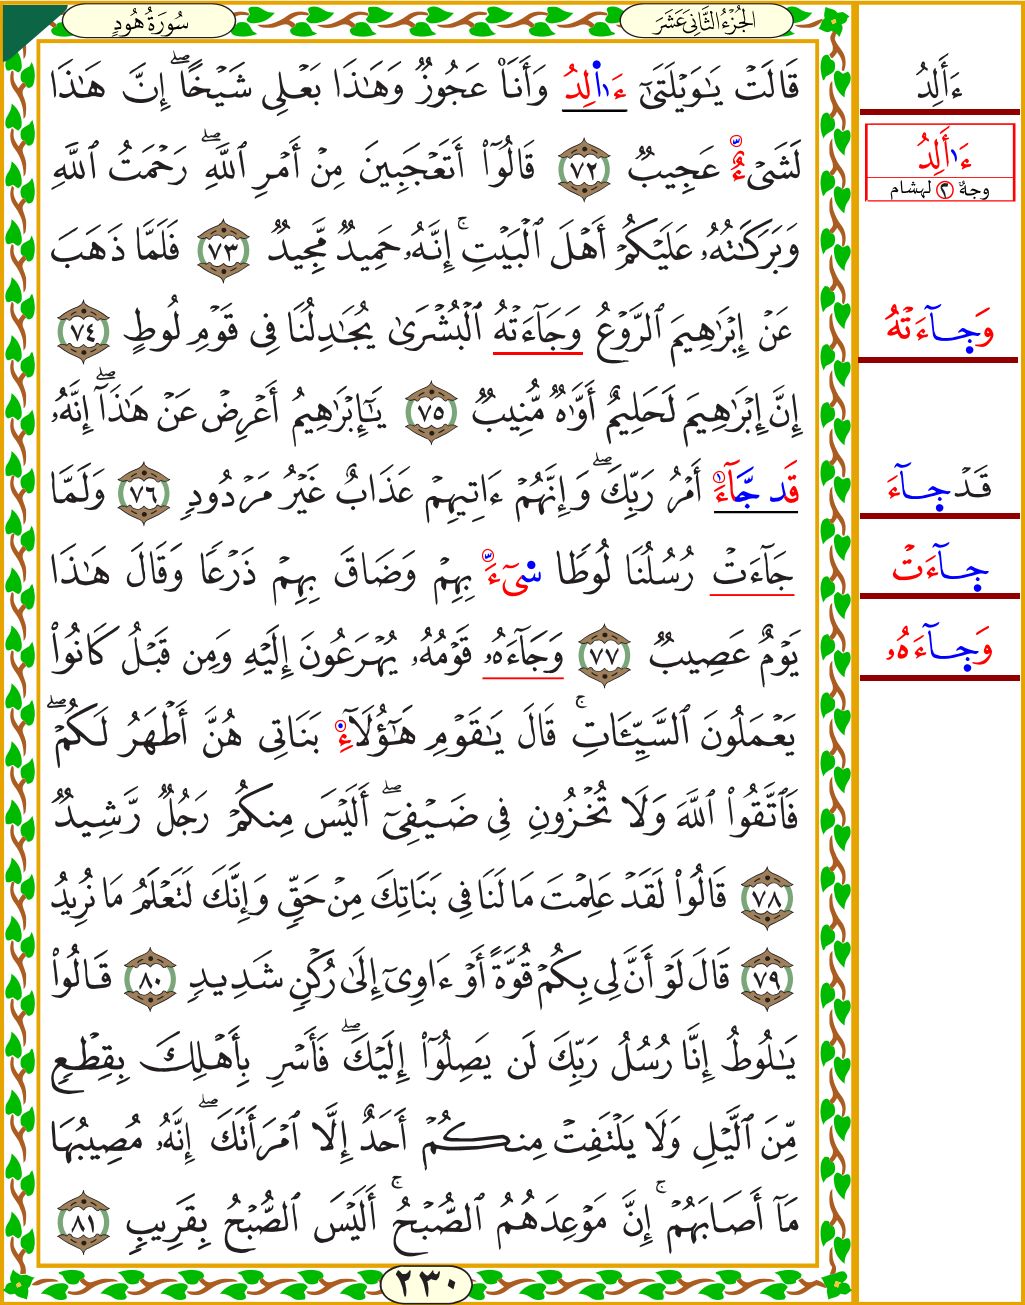 سُورَةُ هُودٍ
الجُزْءُ الثَّانِىَ عَشَرَ
قَالَتْ يَـٰوَيْلَتَىٰٓ ءَا۬لِدُ وَأَنَا۠ عَجُوزٌ وَهَـٰذَا بَعْلِى شَيْخًاۖ إِنَّ هَـٰذَا
لَشَىْءٌ عَجِيبٌ ٧٢ قَالُوٓا۟ أَتَعْجَبِينَ مِنْ أَمْرِ ٱللَّهِۖ رَحْمَتُ ٱللَّهِ
وَبَرَكَـٰتُهُۥ عَلَيْكُمْ أَهْلَ ٱلْبَيْتِۚ إِنَّهُۥ حَمِيدٌ مَّجِيدٌ ٧٣ فَلَمَّا ذَهَبَ
عَنْ إِبْرَٰهِيمَ ٱلرَّوْعُ وَجَآءَتْهُ ٱلْبُشْرَىٰ يُجَـٰدِلُنَا فِى قَوْمِ لُوطٍ ٧٤
إِنَّ إِبْرَٰهِيمَ لَحَلِيمٌ أَوَّٰهٌ مُّنِيبٌ ٧٥ يَـٰٓإِبْرَٰهِيمُ أَعْرِضْ عَنْ هَـٰذَآۖ إِنَّهُۥ
قَد جَّآءَ أَمْرُ رَبِّكَۖ وَإِنَّهُمْ ءَاتِيهِمْ عَذَابٌ غَيْرُ مَرْدُودٍ ٧٦ وَلَمَّا
جَآءَتْ رُسُلُنَا لُوطًا سِىٓءَ بِهِمْ وَضَاقَ بِهِمْ ذَرْعًا وَقَالَ هَـٰذَا
يَوْمٌ عَصِيبٌ ٧٧ وَجَآءَهُۥ قَوْمُهُۥ يُهْرَعُونَ إِلَيْهِ وَمِن قَبْلُ كَانُوا۟
يَعْمَلُونَ ٱلسَّيِّـَٔاتِۚ قَالَ يَـٰقَوْمِ هَـٰٓؤُلَآءِ بَنَاتِى هُنَّ أَطْهَرُ لَكُمْۖ
فَٱتَّقُوا۟ ٱللَّهَ وَلَا تُخْزُونِ فِى ضَيْفِىٓۖ أَلَيْسَ مِنكُمْ رَجُلٌ رَّشِيدٌ
٧٨ قَالُوا۟ لَقَدْ عَلِمْتَ مَا لَنَا فِى بَنَاتِكَ مِنْ حَقٍّ وَإِنَّكَ لَتَعْلَمُ مَا نُرِيدُ
٧٩ قَالَ لَوْ أَنَّ لِى بِكُمْ قُوَّةً أَوْ ءَاوِىٓ إِلَىٰ رُكْنٍ شَدِيدٍ ٨٠ قَالُوا۟
يَـٰلُوطُ إِنَّا رُسُلُ رَبِّكَ لَن يَصِلُوٓا۟ إِلَيْكَۖ فَأَسْرِ بِأَهْلِكَ بِقِطْعٍ
مِّنَ ٱلَّيْلِ وَلَا يَلْتَفِتْ مِنكُمْ أَحَدٌ إِلَّا ٱمْرَأَتَكَۖ إِنَّهُۥ مُصِيبُهَا
مَآ أَصَابَهُمْۚ إِنَّ مَوْعِدَهُمُ ٱلصُّبْحُۚ أَلَيْسَ ٱلصُّبْحُ بِقَرِيبٍ ٨١
٢٣٠
ءَأَلِدُ
ءَاأَلِدُ
وجهٌ ٢ لهشام
وَجِآءَتْهُ
قَدْ جِآءَ
جِآءَتْ
وَجِآءَهُۥ